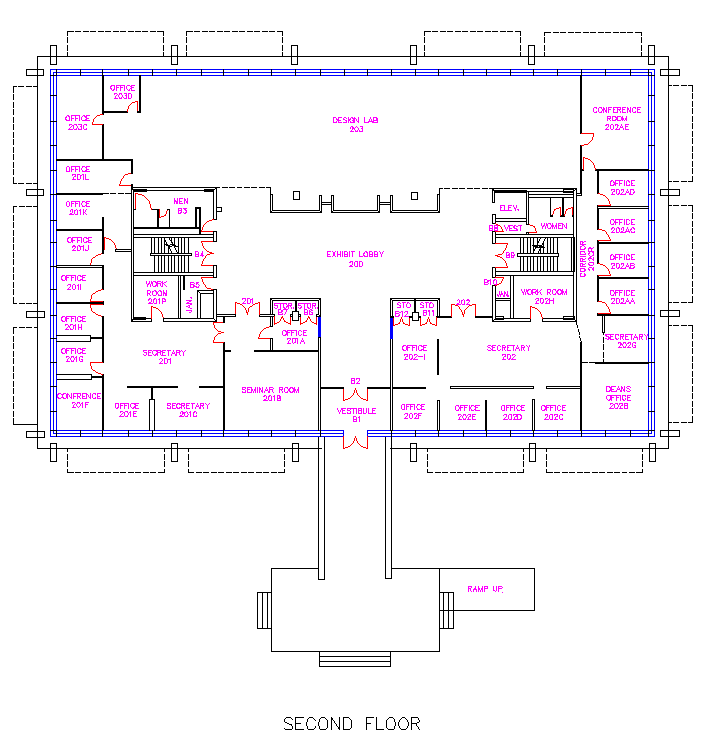 OFFICE
203D
OFFICE
203C
DESIGN LAB
203
CONFERENCE
ROOM
202AE
OFFICE
201L
OFFICE
202AD
OFFICE
201K
MEN
B3
ELEV.
OFFICE
202AC
B8
VEST
WOMEN
OFFICE
201J
B4
EXHIBIT LOBBY
200
B9
CORRIDOR
202CR
OFFICE
202AB
OFFICE
201I
WORK
ROOM
201P
B5
JAN.
B10
JAN.
WORK ROOM
202H
OFFICE
202AA
201
STOR.
B7
STOR.
B6
STO
B12
STO
B11
202
OFFICE
201H
OFFICE
201A
SECRETARY
202G
OFFICE
201G
SECRETARY
201
OFFICE
202-I
SECRETARY
202
CONFRENCE
201F
SEMINAR ROOM
201B
B2
DEANS
OFFICE
202B
OFFICE
201E
SECRETARY
201C
VESTIBULE
B1
OFFICE
202F
OFFICE
202E
OFFICE
202D
OFFICE
202C
RAMP UP
SECOND FLOOR